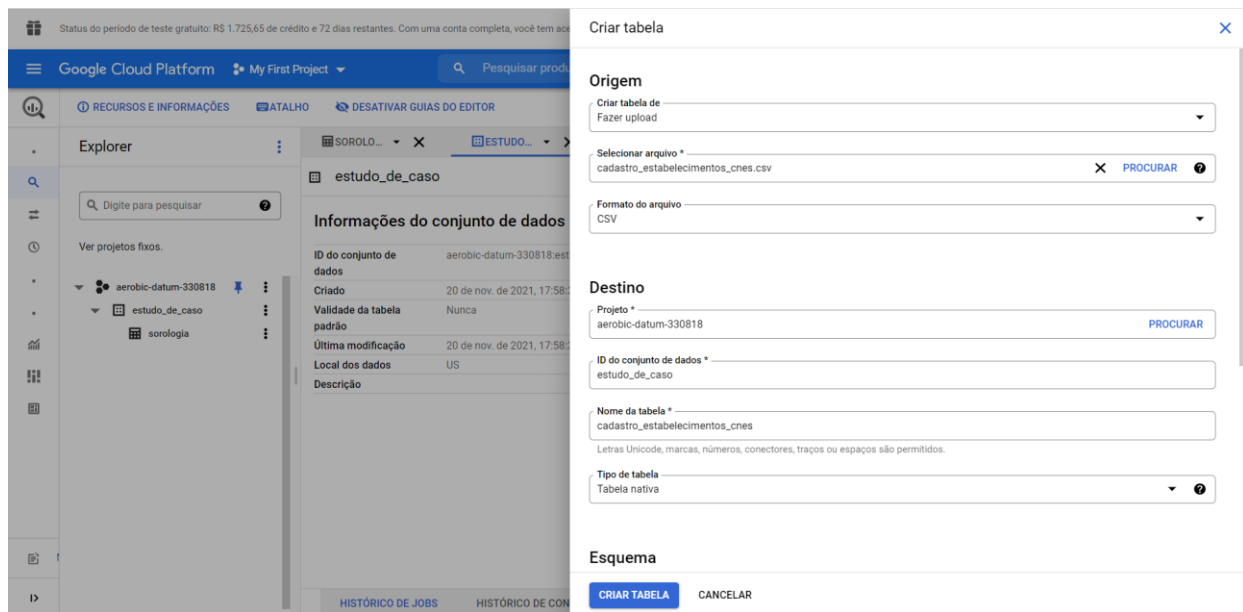 Status do período de teste gratuito: R$ 1.725,65 de crédito e 72 dias restantes. Com uma conta completa, você tem ace
Google Cloud Platform
My First Project
Pesquisar produ
RECURSOS E INFORMAÇÕES
ATALHO
DESATIVAR GUIAS DO EDITOR
Explorer
Digite para pesquisar
Ver projetos fixos.
aerobic-datum-330818
estudo_de_caso
sorologia
SOROLO...
ESTUDO...
estudo_de_caso
Informações do conjunto de dados
ID do conjunto de dados
aerobic-datum-330818:est
Criado
20 de nov. de 2021, 17:58:
Validade da tabela padrão
Nunca
Última modificação
20 de nov. de 2021, 17:58:
Local dos dados
US
Descrição
HISTÓRICO DE JOBS
HISTÓRICO DE CON
Criar tabela
Origem
Criar tabela de
Fazer upload
Selecionar arquivo *
cadastro_estabelecimentos_cnes.csv
PROCURAR
Formato do arquivo
CSV
Destino
Projeto *
aerobic-datum-330818
PROCURAR
ID do conjunto de dados *
estudo_de_caso
Nome da tabela *
cadastro_estabelecimentos_cnes
Letras Unicode, marcas, números, conectores, traços ou espaços são permitidos.
Tipo de tabela
Tabela nativa
Esquema
CRIAR TABELA
CANCELAR